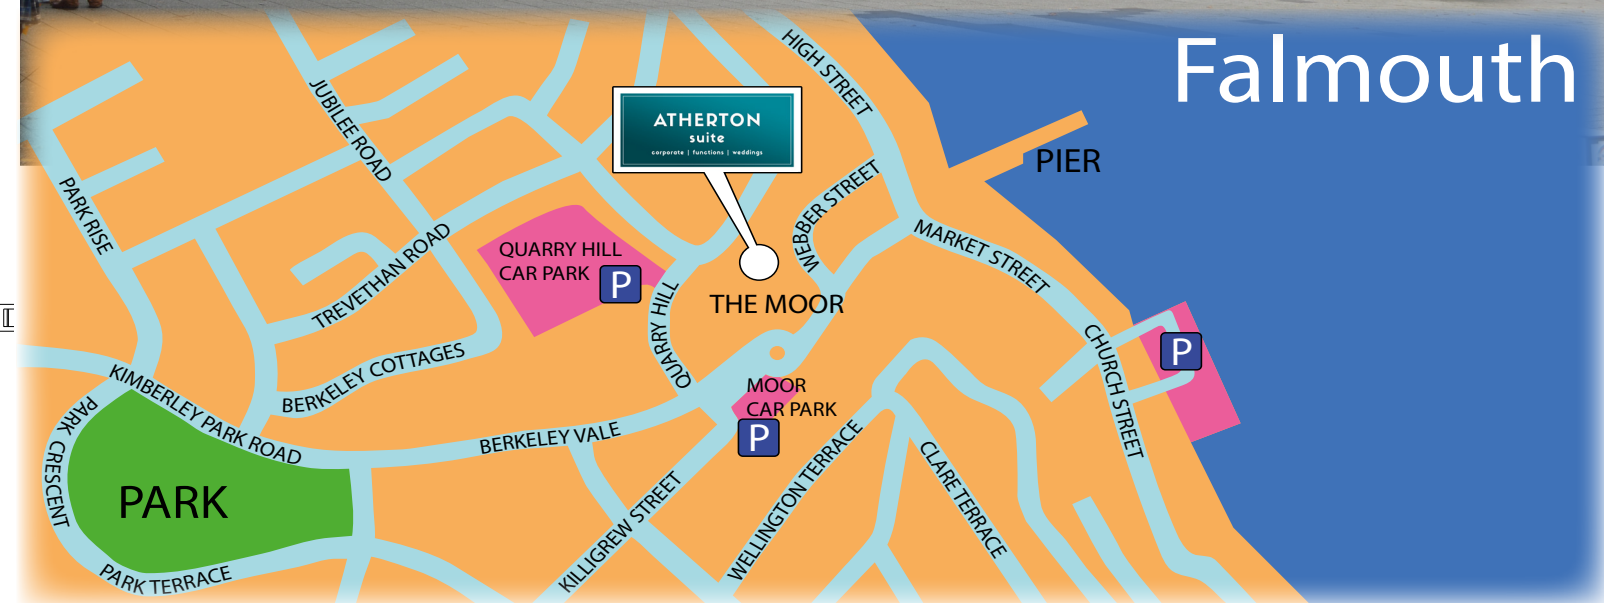 Falmouth
HIGH STREET
JUBILEE ROAD
ATHERTON
suite
corporate | functions | weddings
PIER
PARK RISE
WEBBER STREET
MARKET STREET
TREVETHAN ROAD
QUARRY HILL
CAR PARK
P
QUARRY HILL
THE MOOR
CHURCH STREET
P
BERKELEY COTTAGES
KIMBERLEY PARK ROAD
MOOR
CAR PARK
P
PARK CRESCENT
BERKELEY VALE
WELLINGTON TERRACE
CLARE TERRACE
PARK
KILLIGREW STREET
PARK TERRACE